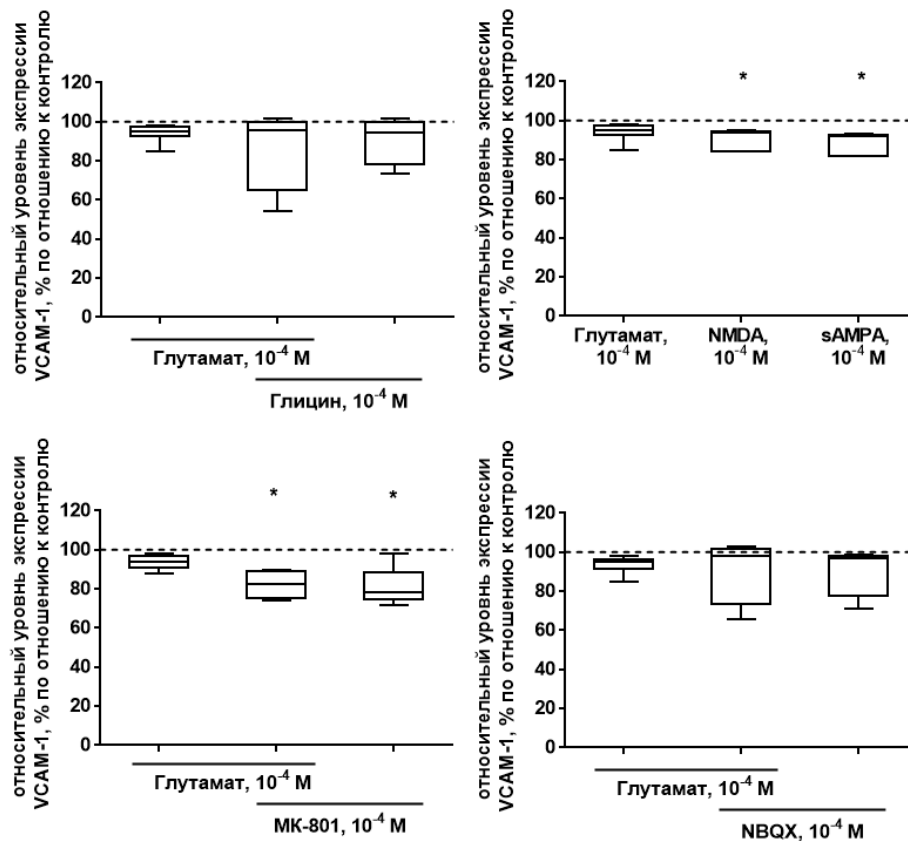 относительный уровень экспрессии
VCAM-1, % по отношению к контролю
120
100
80
60
40
20
0
Глутамат, 10⁻⁴ М
Глицин, 10⁻⁴ М
относительный уровень экспрессии
VCAM-1, % по отношению к контролю
120
100
80
60
40
20
0
* *
Глутамат, NMDA, sAMPA,
10⁻⁴ М 10⁻⁴ М 10⁻⁴ М
относительный уровнь экспрессии
VCAM-1, % по отношению к контролю
120
100
80
60
40
20
0
* *
Глутамат, 10⁻⁴ М
МК-801, 10⁻⁴ М
относительный уровень экспрессии
VCAM-1, % по отношению к контролю
120
100
80
60
40
20
0
Глутамат, 10⁻⁴ М
NBQX, 10⁻⁴ М